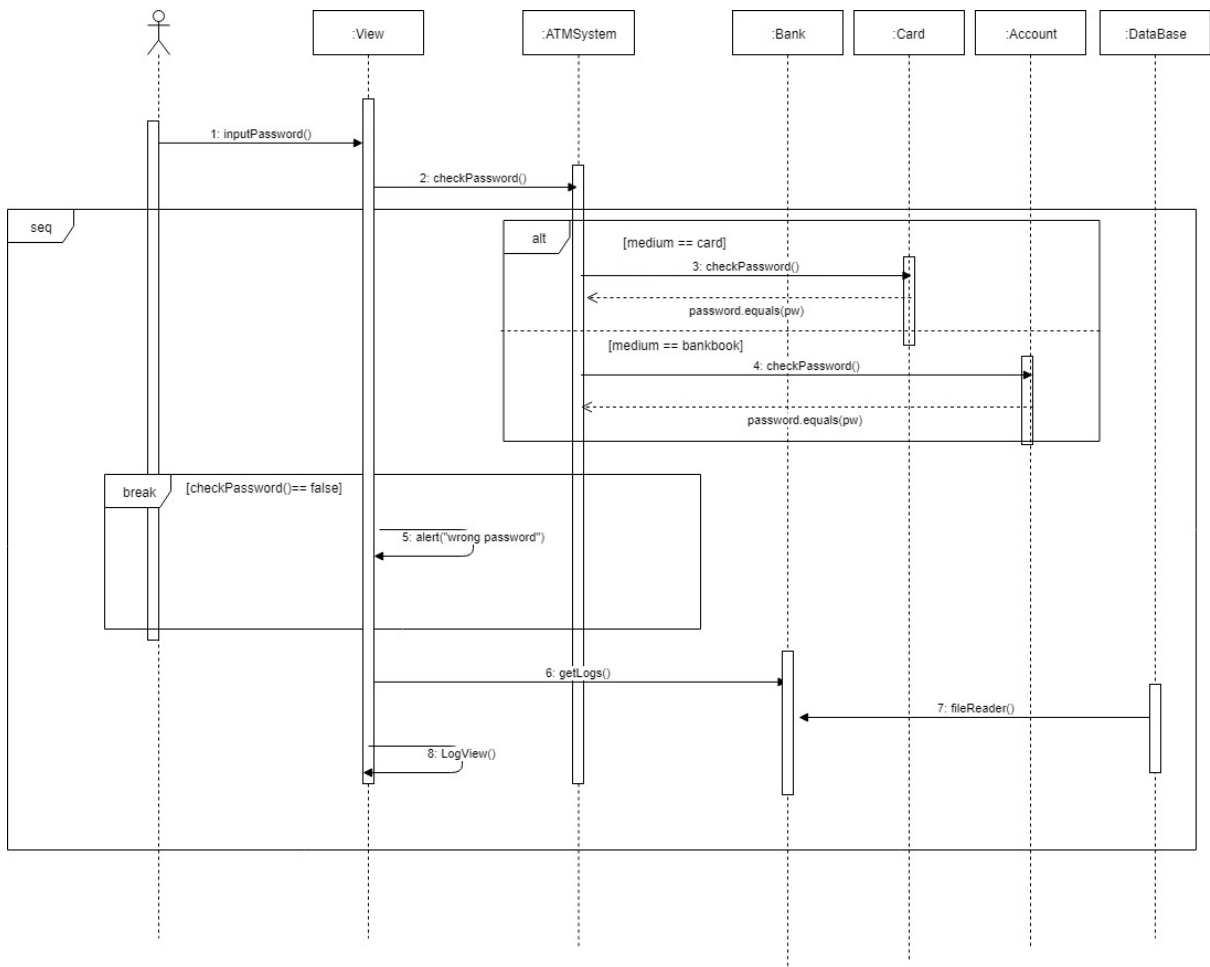 :View
:ATMSystem
:Bank
:Card
:Account
:DataBase
1: inputPassword()
2: checkPassword()
seq
alt
[medium == card]
3: checkPassword()
password.equals(pw)
[medium == bankbook]
4: checkPassword()
password.equals(pw)
break
[checkPassword()== false]
5: alert("wrong password")
6: getLogs()
7: fileReader()
8: LogView()